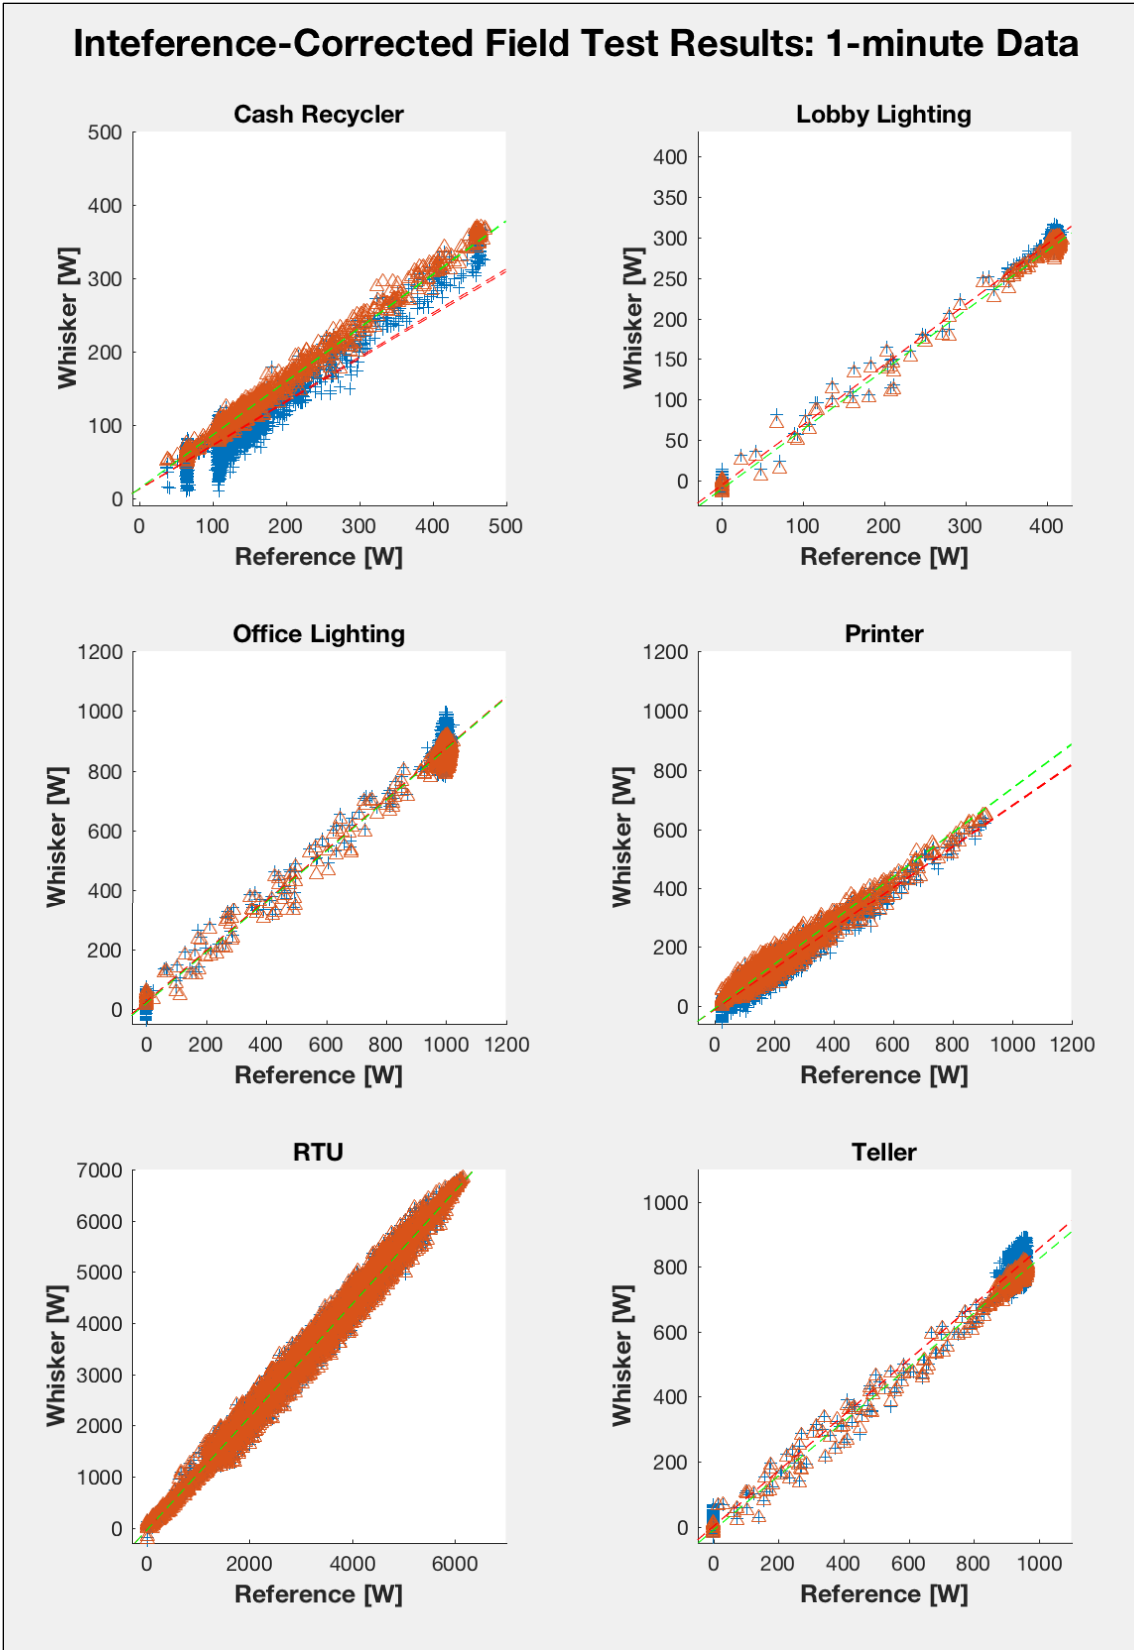 Inteference-Corrected Field Test Results: 1-minute Data
Cash Recycler
500
400
300
200
100
0
Whisker [W]
0 100 200 300 400 500
Reference [W]
Lobby Lighting
400
350
300
250
200
150
100
50
0
Whisker [W]
0 100 200 300 400
Reference [W]
Office Lighting
1200
1000
800
600
400
200
0
Whisker [W]
0 200 400 600 800 1000 1200
Reference [W]
Printer
1200
1000
800
600
400
200
0
Whisker [W]
0 200 400 600 800 1000 1200
Reference [W]
RTU
7000
6000
5000
4000
3000
2000
1000
0
Whisker [W]
0 2000 4000 6000
Reference [W]
Teller
1000
800
600
400
200
0
Whisker [W]
0 200 400 600 800 1000
Reference [W]